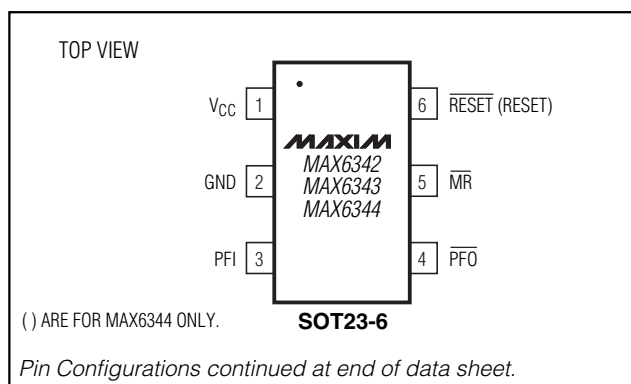 TOP VIEW
VCC 1
6 RESET (RESET)
MAXIM
MAX6342
MAX6343
MAX6344
GND 2
5 MR
PFI 3
4 PFO
( ) ARE FOR MAX6344 ONLY.
SOT23-6
Pin Configurations continued at end of data sheet.